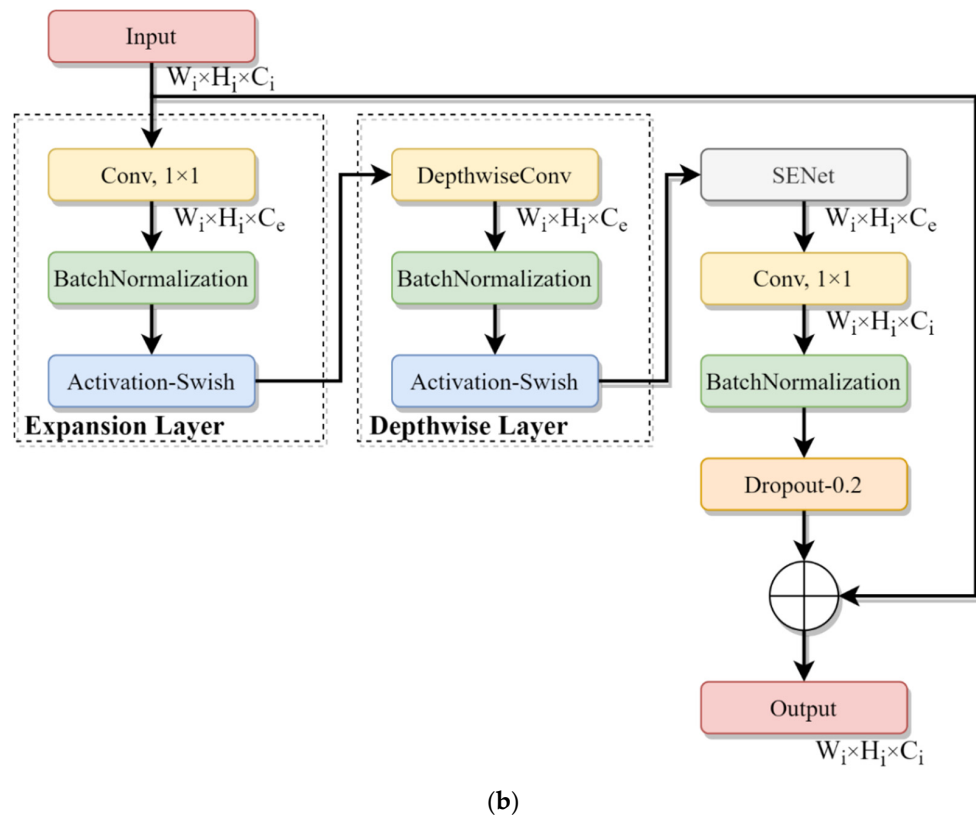 Input
Wᵢ×Hᵢ×Cᵢ
Conv, 1×1
Wᵢ×Hᵢ×Cₑ
BatchNormalization
Activation-Swish
Expansion Layer
DepthwiseConv
Wᵢ×Hᵢ×Cₑ
BatchNormalization
Activation-Swish
Depthwise Layer
SENet
Wᵢ×Hᵢ×Cₑ
Conv, 1×1
Wᵢ×Hᵢ×Cᵢ
BatchNormalization
Dropout-0.2
Output
Wᵢ×Hᵢ×Cᵢ
(b)